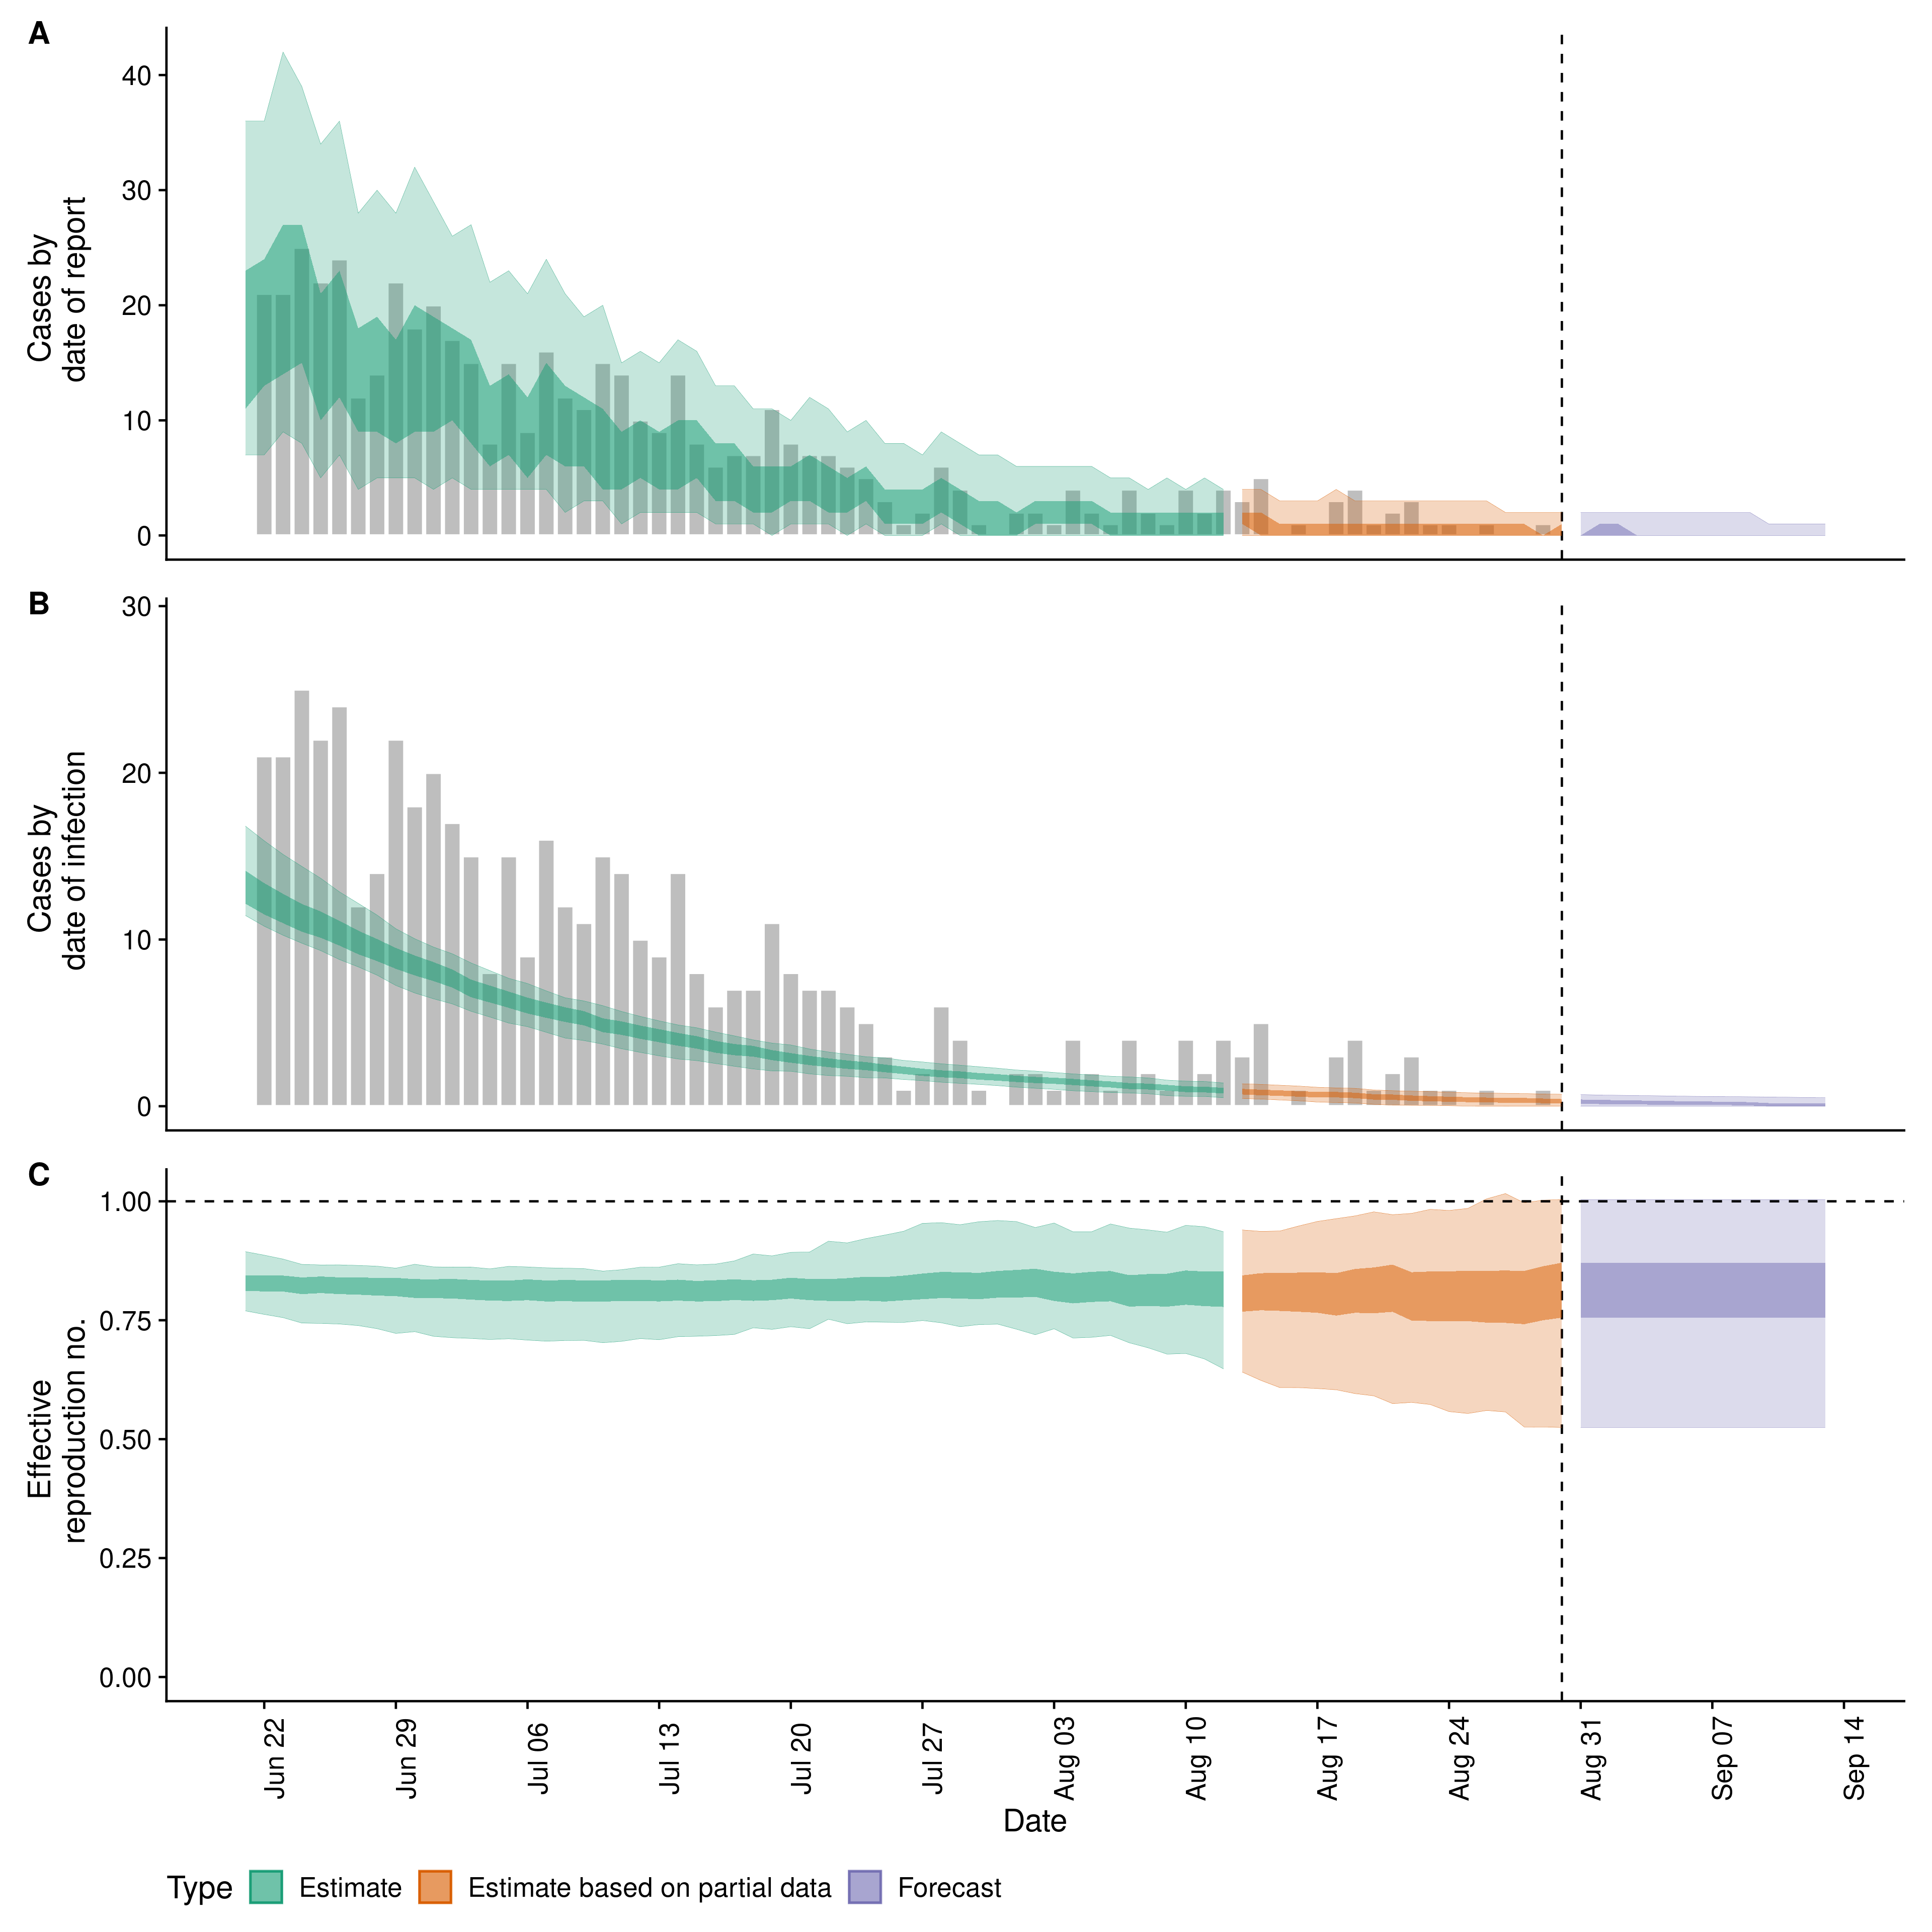 A
Cases by
date of report
40
30
20
10
0
B
Cases by
date of infection
30
20
10
0
C
Effective
reproduction no.
1.00
0.75
0.50
0.25
0.00
Jun 22
Jun 29
Jul 06
Jul 13
Jul 20
Jul 27
Aug 03
Aug 10
Aug 17
Aug 24
Aug 31
Sep 07
Sep 14
Date
Type Estimate Estimate based on partial data Forecast